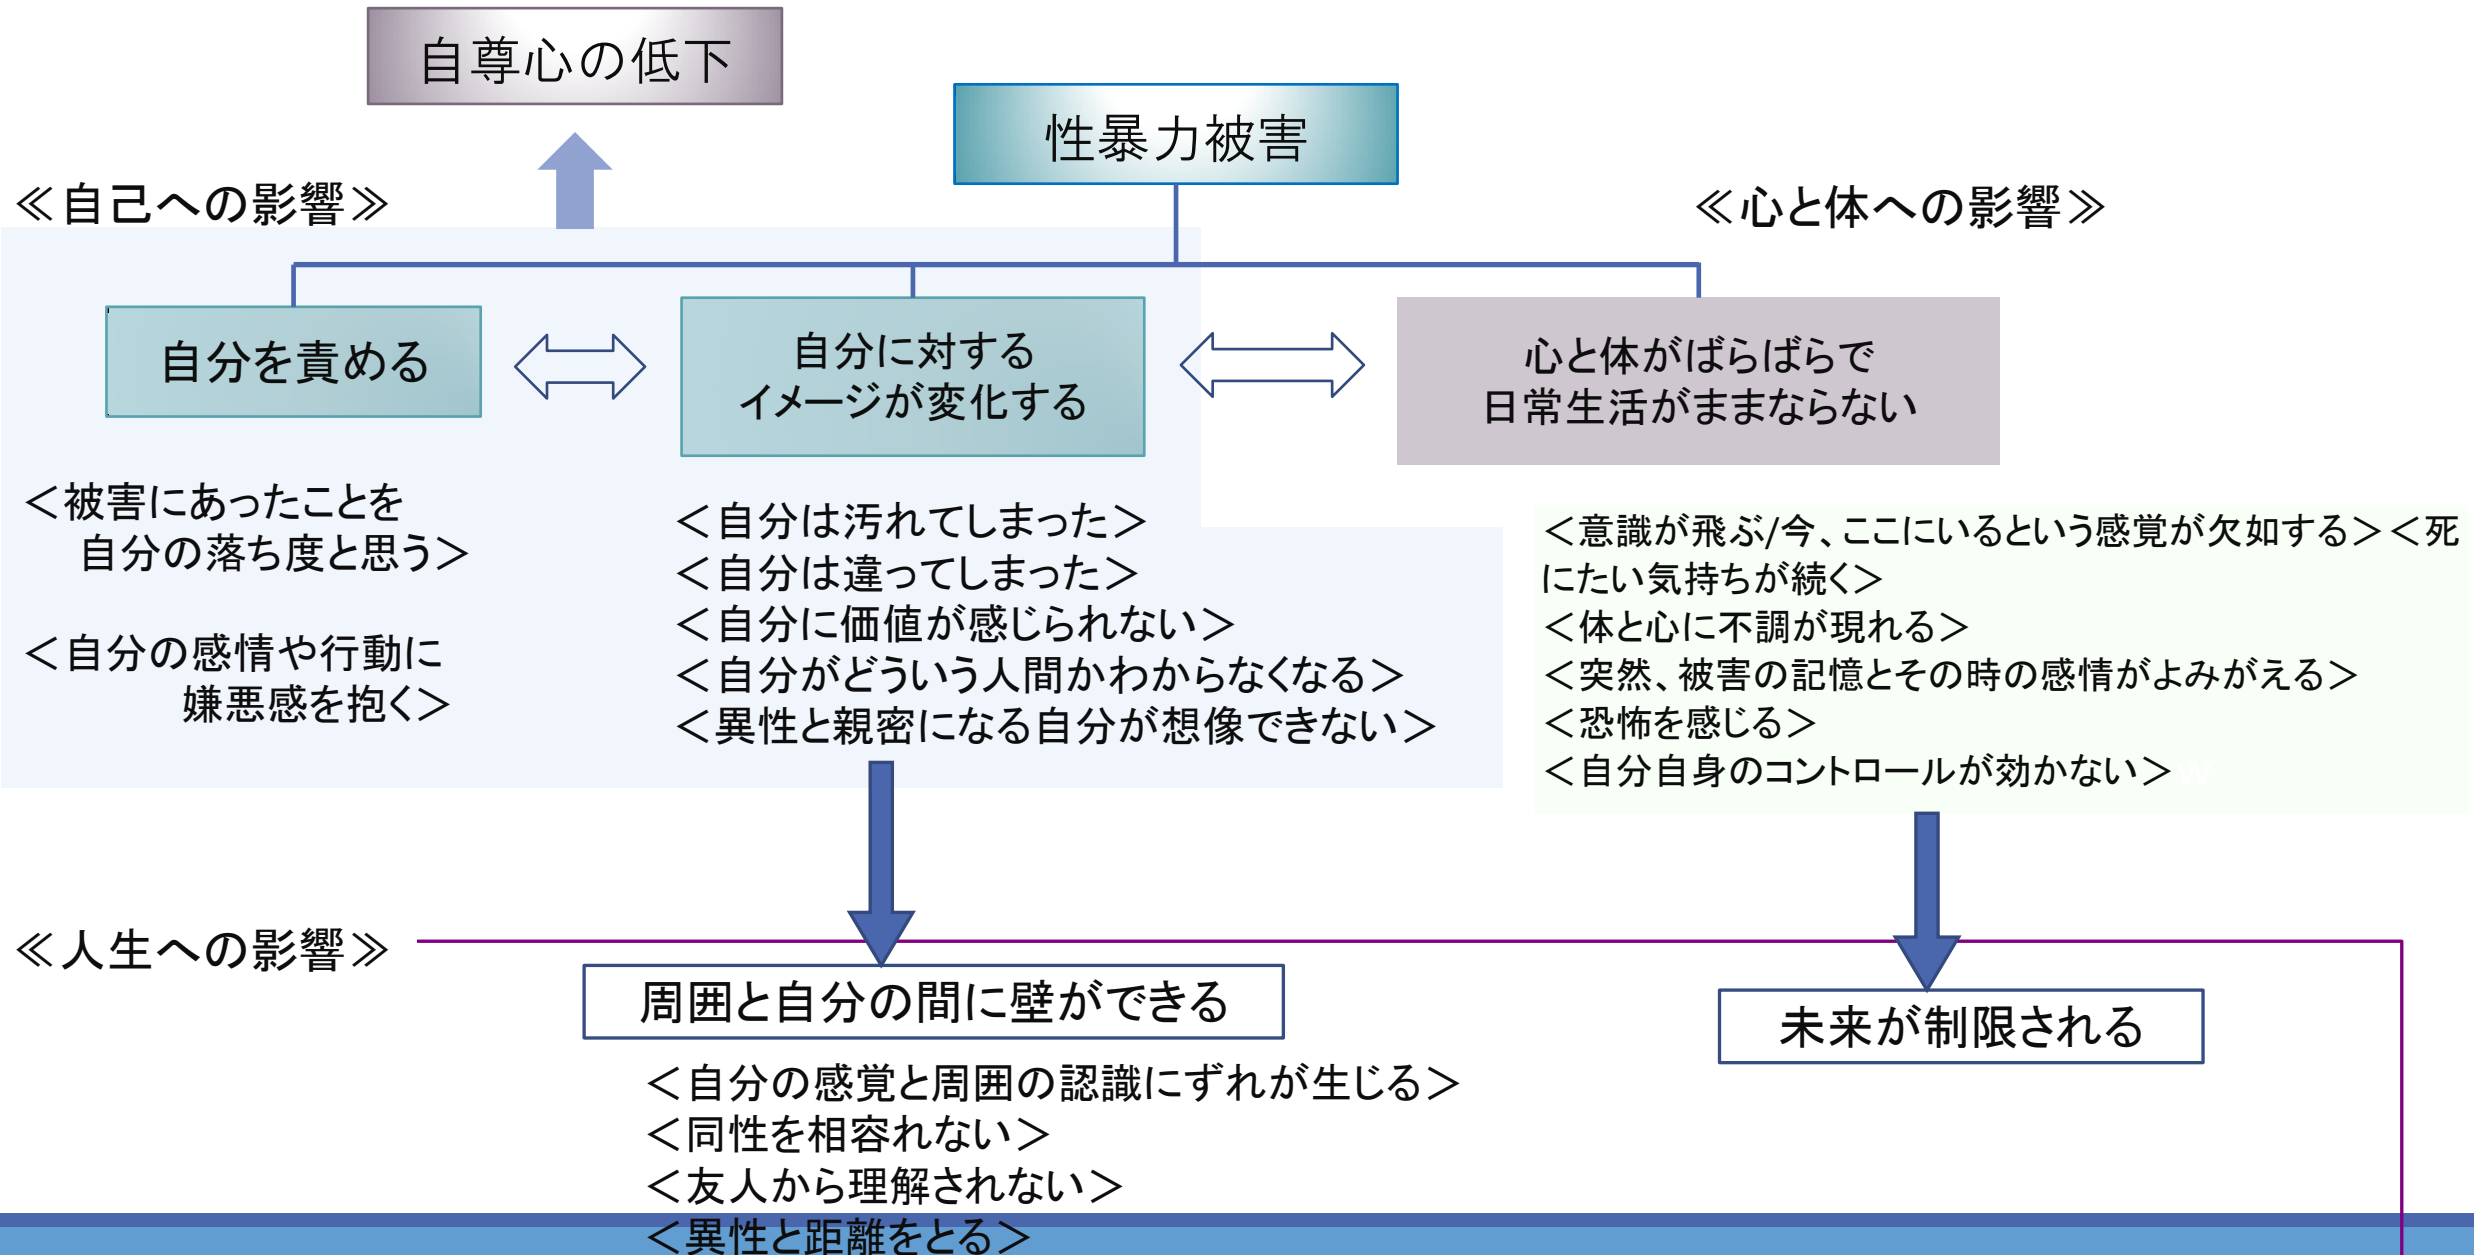 自尊心の低下
性暴力被害
≪自己への影響≫
≪心と体への影響≫
自分を責める
自分に対する
イメージが変化する
心と体がばらばらで
日常生活がままならない
＜被害にあったことを
自分の落ち度と思う＞
＜自分の感情や行動に
嫌悪感を抱く＞
＜自分は汚れてしまった＞
＜自分は違ってしまった＞
＜自分に価値が感じられない＞
＜自分がどういう人間かわからなくなる＞
＜異性と親密になる自分が想像できない＞
＜意識が飛ぶ/今、ここにいるという感覚が欠如する＞＜死
にたい気持ちが続く＞
＜体と心に不調が現れる＞
＜突然、被害の記憶とその時の感情がよみがえる＞
＜恐怖を感じる＞
＜自分自身のコントロールが効かない＞
≪人生への影響≫
周囲と自分の間に壁ができる
未来が制限される
＜自分の感覚と周囲の認識にずれが生じる＞
＜同性を相容れない＞
＜友人から理解されない＞
＜異性と距離をとる＞